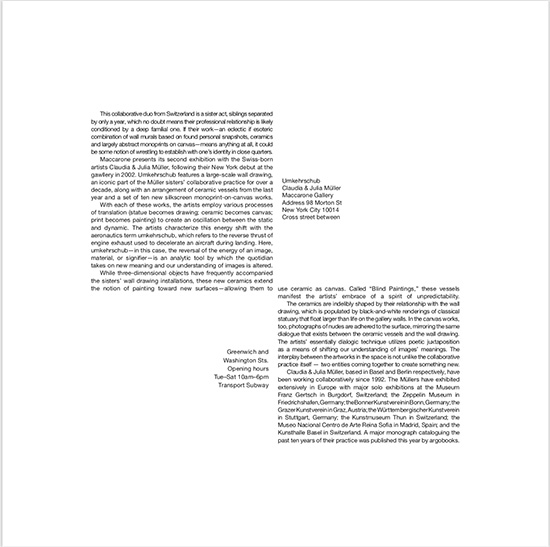 This collaborative duo from Switzerland is a sister act, siblings separated
by only a year, which no doubt means their professional relationship is likely
conditioned by a deep familial one. If their work—an eclectic if esoteric
combination of wall murals based on found personal snapshots, ceramics
and largely abstract monoprints on canvas—means anything at all, it could
be some notion of wrestling to establish with one's identity in close quarters.
Maccarone presents its second exhibition with the Swiss-born
artists Claudia & Julia Müller, following their New York debut at the
gawllery in 2002. Umkehrschub features a large-scale wall drawing,
an iconic part of the Müller sisters' collaborative practice for over a
decade, along with an arrangement of ceramic vessels from the last
year and a set of ten new silkscreen monoprint-on-canvas works.
With each of these works, the artists employ various processes
of translation (statue becomes drawing; ceramic becomes canvas;
print becomes painting) to create an oscillation between the static
and dynamic. The artists characterize this energy shift with the
aeronautics term umkehrschub, which refers to the reverse thrust of
engine exhaust used to decelerate an aircraft during landing. Here,
umkehrschub—in this case, the reversal of the energy of an image,
material, or signifier—is an analytic tool by which the quotidian
takes on new meaning and our understanding of images is altered.
While three-dimensional objects have frequently accompanied
the sisters' wall drawing installations, these new ceramics extend
the notion of painting toward new surfaces—allowing them to
Umkehrschub
Claudia & Julia Müller
Maccarone Gallery
Address 98 Morton St
New York City 10014
Cross street between
Greenwich and
Washington Sts.
Opening hours
Tue–Sat 10am–6pm
Transport Subway
use ceramic as canvas. Called “Blind Paintings,” these vessels
manifest the artists' embrace of a spirit of unpredictability.
The ceramics are indelibly shaped by their relationship with the wall
drawing, which is populated by black-and-white renderings of classical
statuary that float larger than life on the gallery walls. In the canvas works,
too, photographs of nudes are adhered to the surface, mirroring the same
dialogue that exists between the ceramic vessels and the wall drawing.
The artists' essentially dialogic technique utilizes poetic juxtaposition
as a means of shifting our understanding of images' meanings. The
interplay between the artworks in the space is not unlike the collaborative
practice itself — two entities coming together to create something new.
Claudia & Julia Müller, based in Basel and Berlin respectively, have
been working collaboratively since 1992. The Müllers have exhibited
extensively in Europe with major solo exhibitions at the Museum
Franz Gertsch in Burgdorf, Switzerland; the Zeppelin Museum in
Friedrichshafen, Germany; the Bonner Kunstverein in Bonn, Germany; the
Grazer Kunstverein in Graz, Austria; the Württembergischer Kunstverein
in Stuttgart, Germany; the Kunstmuseum Thun in Switzerland; the
Museo Nacional Centro de Arte Reina Sofia in Madrid, Spain; and the
Kunsthalle Basel in Switzerland. A major monograph cataloguing the
past ten years of their practice was published this year by argobooks.